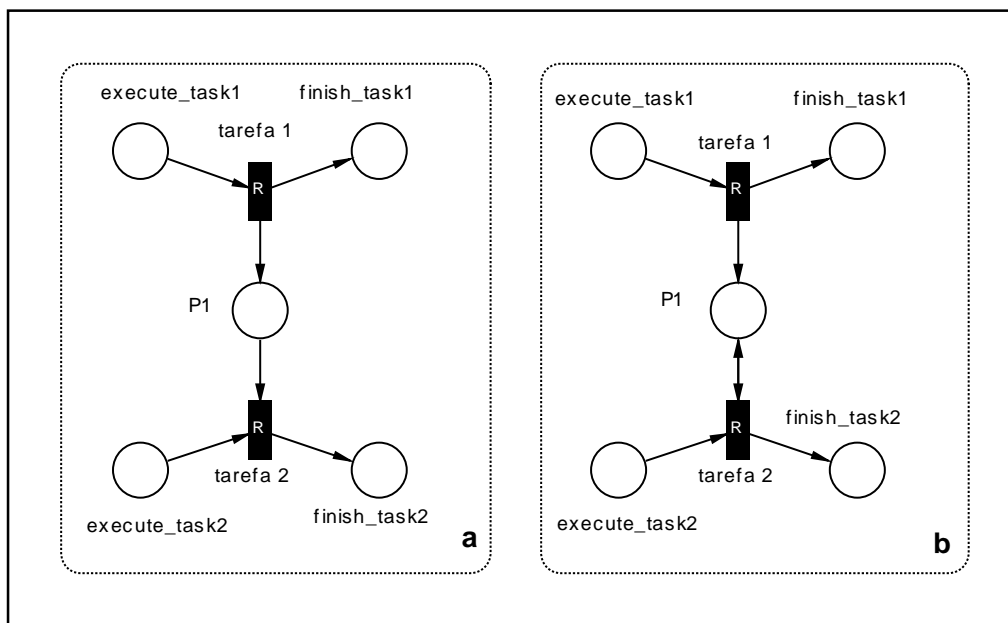 execute_task1
finish_task1
tarefa 1
R
P1
R
tarefa 2
execute_task2
finish_task2
a
execute_task1
finish_task1
tarefa 1
R
P1
finish_task2
R
tarefa 2
execute_task2
b